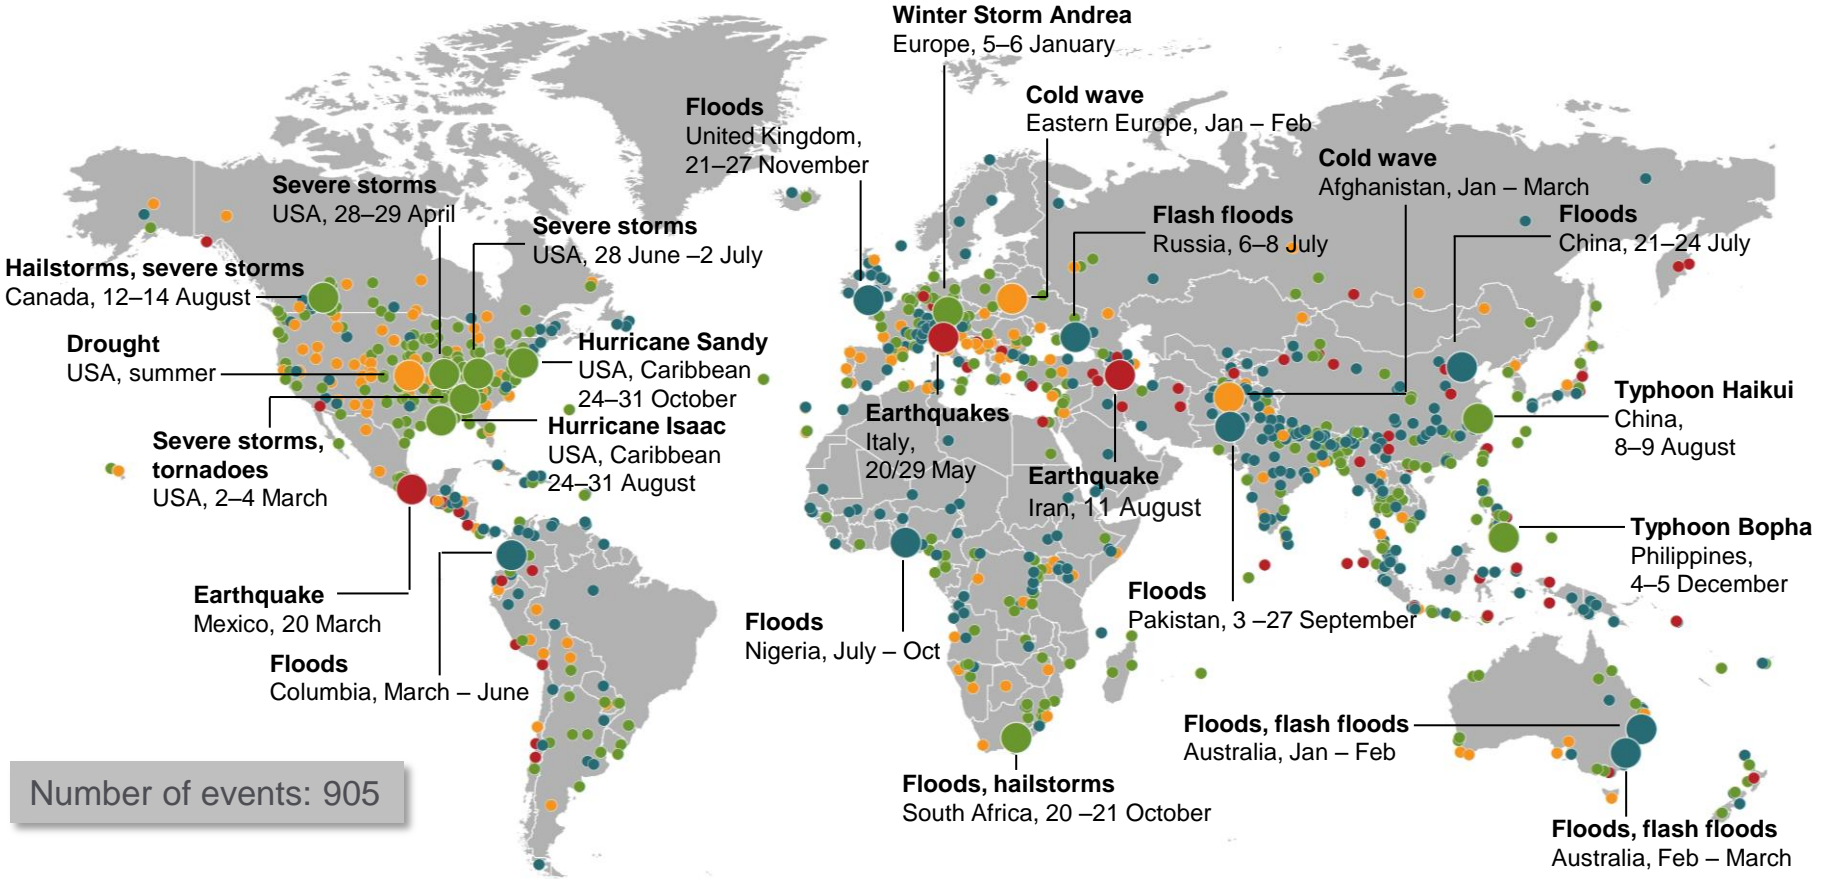 Winter Storm Andrea
Europe, 5–6 January
Cold wave
Eastern Europe, Jan – Feb
Floods
United Kingdom,
21–27 November
Cold wave
Afghanistan, Jan – March
Severe storms
USA, 28–29 April
Severe storms
USA, 28 June –2 July
Flash floods
Russia, 6–8 July
Floods
China, 21–24 July
Hailstorms, severe storms
Canada, 12–14 August
Drought
USA, summer
Hurricane Sandy
USA, Caribbean
24–31 October
Hurricane Isaac
USA, Caribbean
24–31 August
Severe storms,
tornadoes
USA, 2–4 March
Earthquakes
Italy,
20/29 May
Earthquake
Iran, 11 August
Typhoon Haikui
China,
8–9 August
Typhoon Bopha
Philippines,
4–5 December
Earthquake
Mexico, 20 March
Floods
Columbia, March – June
Floods
Nigeria, July – Oct
Floods
Pakistan, 3 –27 September
Floods, flash floods
Australia, Jan – Feb
Floods, hailstorms
South Africa, 20 –21 October
Floods, flash floods
Australia, Feb – March
Number of events: 905